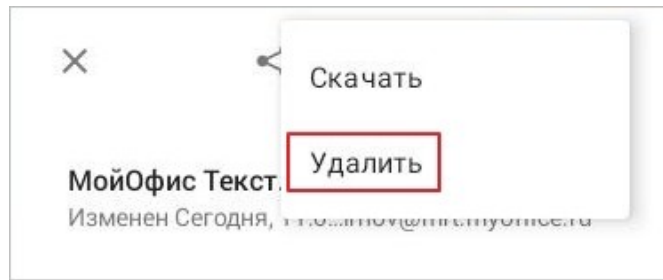 Скачать
Удалить
МойОфис Текст.
Изменен Сегодня,